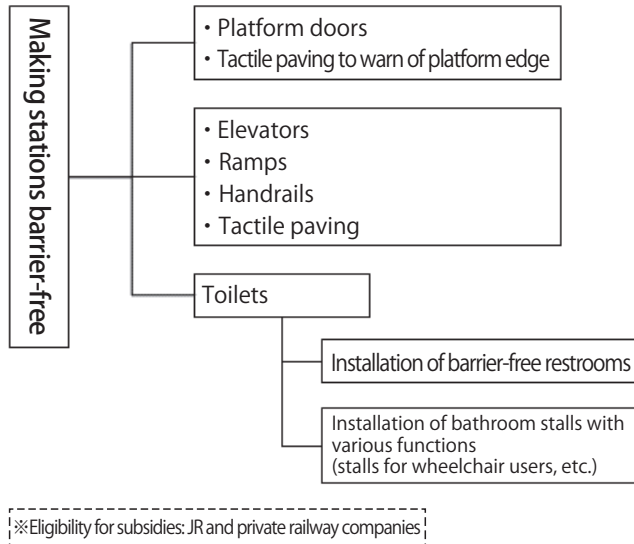 Making stations barrier-free
・Platform doors
・Tactile paving to warn of platform edge
・Elevators
・Ramps
・Handrails
・Tactile paving
Toilets
Installation of barrier-free restrooms
Installation of bathroom stalls with
various functions
(stalls for wheelchair users, etc.)
※Eligibility for subsidies: JR and private railway companies